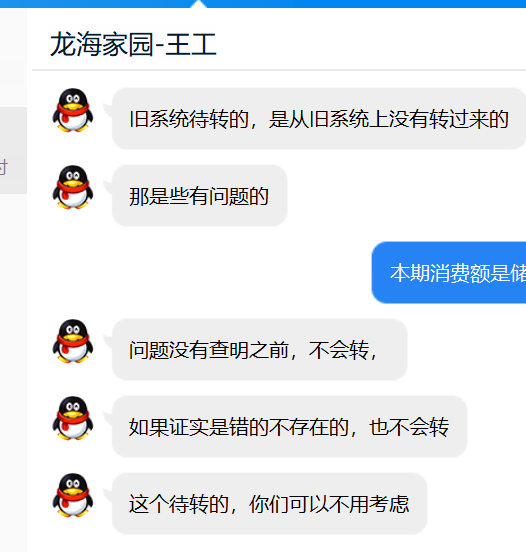 龙海家园-王工
旧系统待转的，是从旧系统上没有转过来的
那是些有问题的
本期消费额是储
问题没有查明之前，不会转，
如果证实是错的不存在的，也不会转
这个待转的，你们可以不用考虑